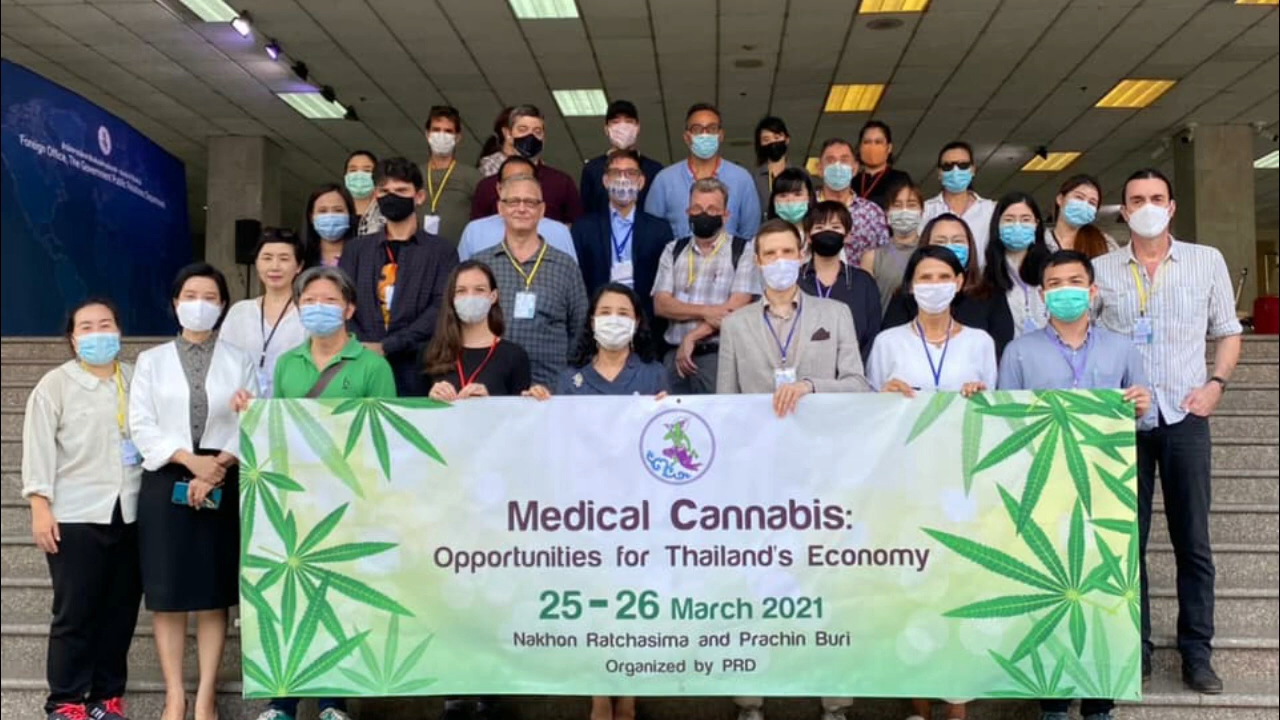 Foreign Office, The Government Public Relations Department
Medical Cannabis:
Opportunities for Thailand's Economy
25 - 26 March 2021
Nakhon Ratchasima and Prachin Buri
Organized by PRD